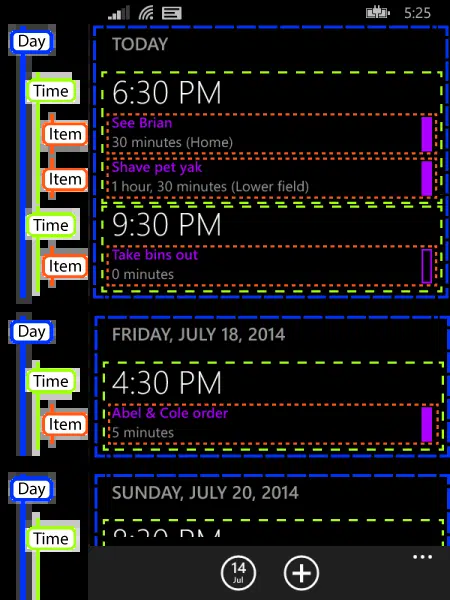 5:25
Day
TODAY
Time
6:30 PM
Item
See Brian
30 minutes (Home)
Item
Shave pet yak
1 hour, 30 minutes (Lower field)
Time
9:30 PM
Item
Take bins out
0 minutes
Day
FRIDAY, JULY 18, 2014
Time
4:30 PM
Item
Abel & Cole order
5 minutes
Day
SUNDAY, JULY 20, 2014
Time
14
Jul